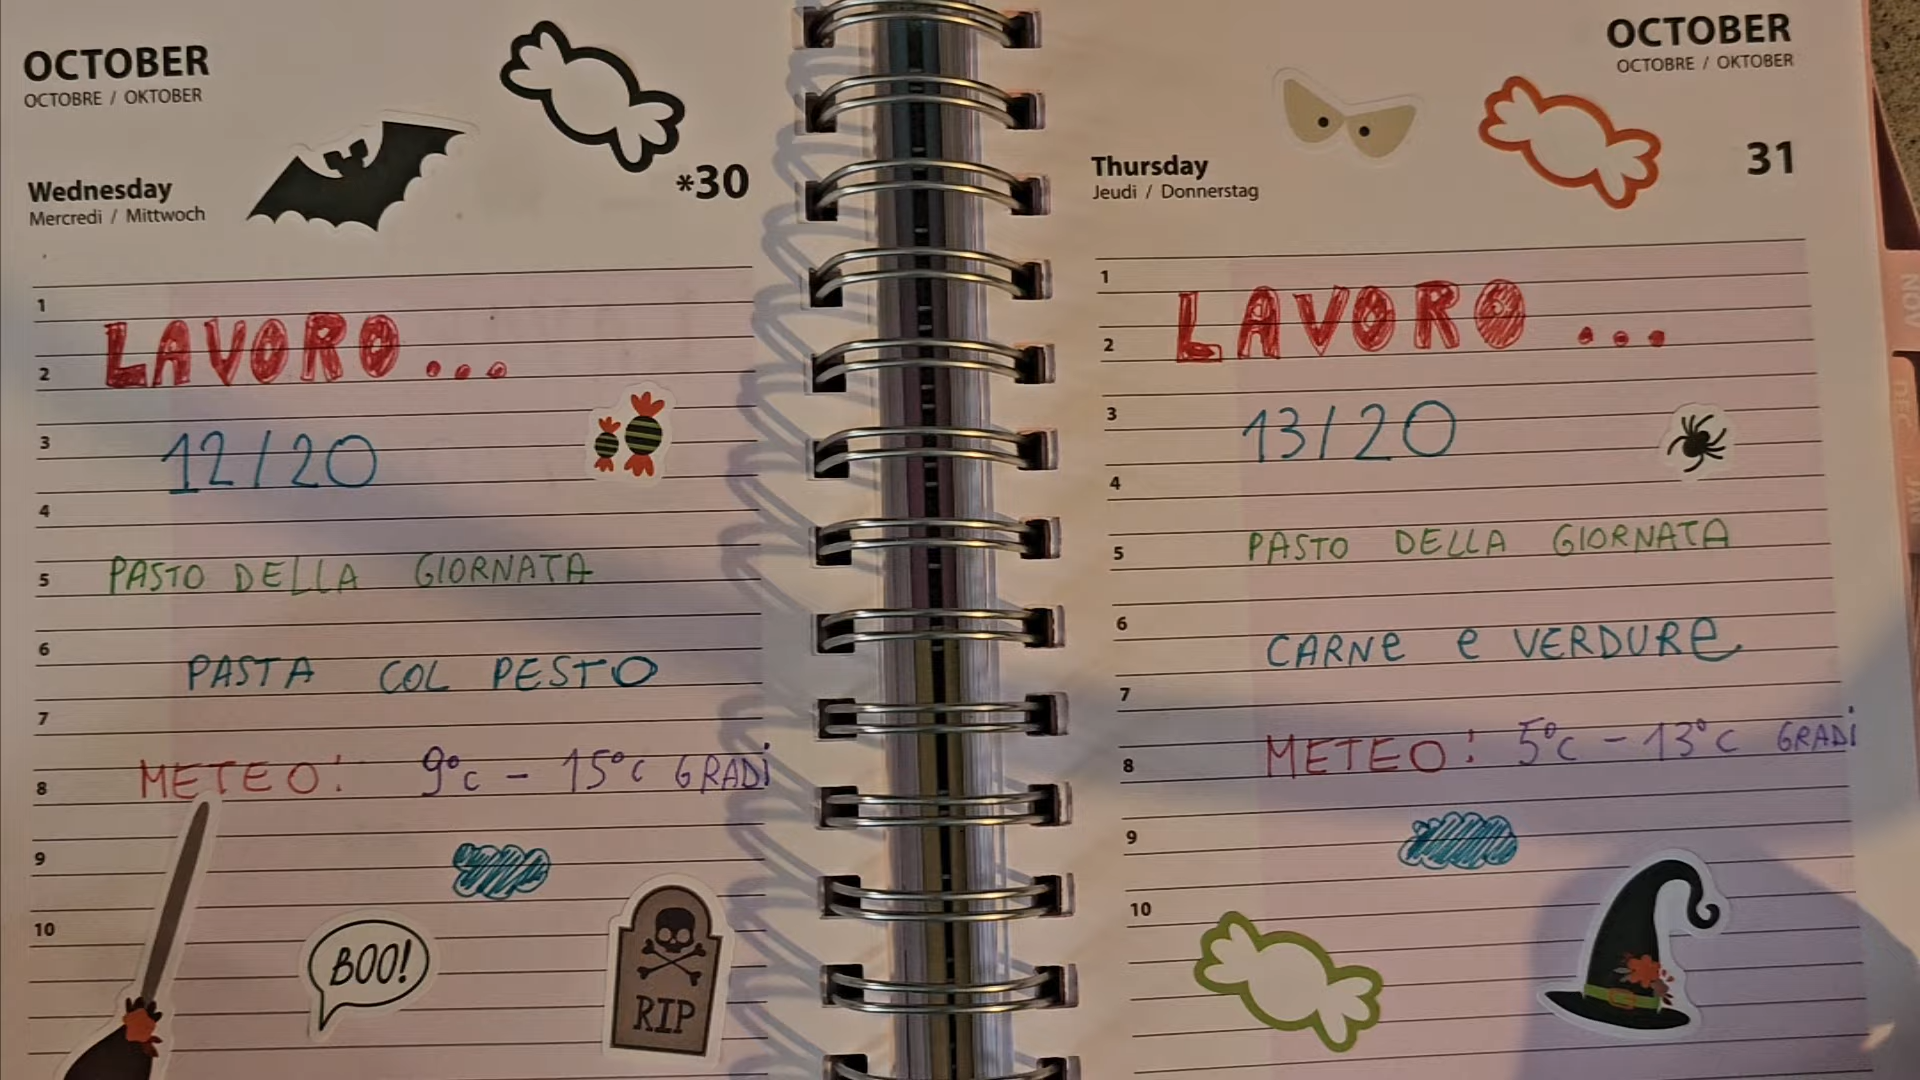 OCTOBER
OCTOBRE / OKTOBER
Wednesday
Mercredi / Mittwoch
*30
1
LAVORO...
2
3
12/20
4
5
PASTO DELLA GIORNATA
6
PASTA COL PESTO
7
8
METEO: 9°C - 15°C GRADi
9
10
BOO!
RIP
OCTOBER
OCTOBRE / OKTOBER
Thursday
Jeudi / Donnerstag
31
1
LAVORO...
2
3
13/20
4
5
PASTO DELLA GIORNATA
6
CARNe e VERDURe
7
8
METEO: 5°C - 13°C GRADi
9
10
NOV
DEC
JAN